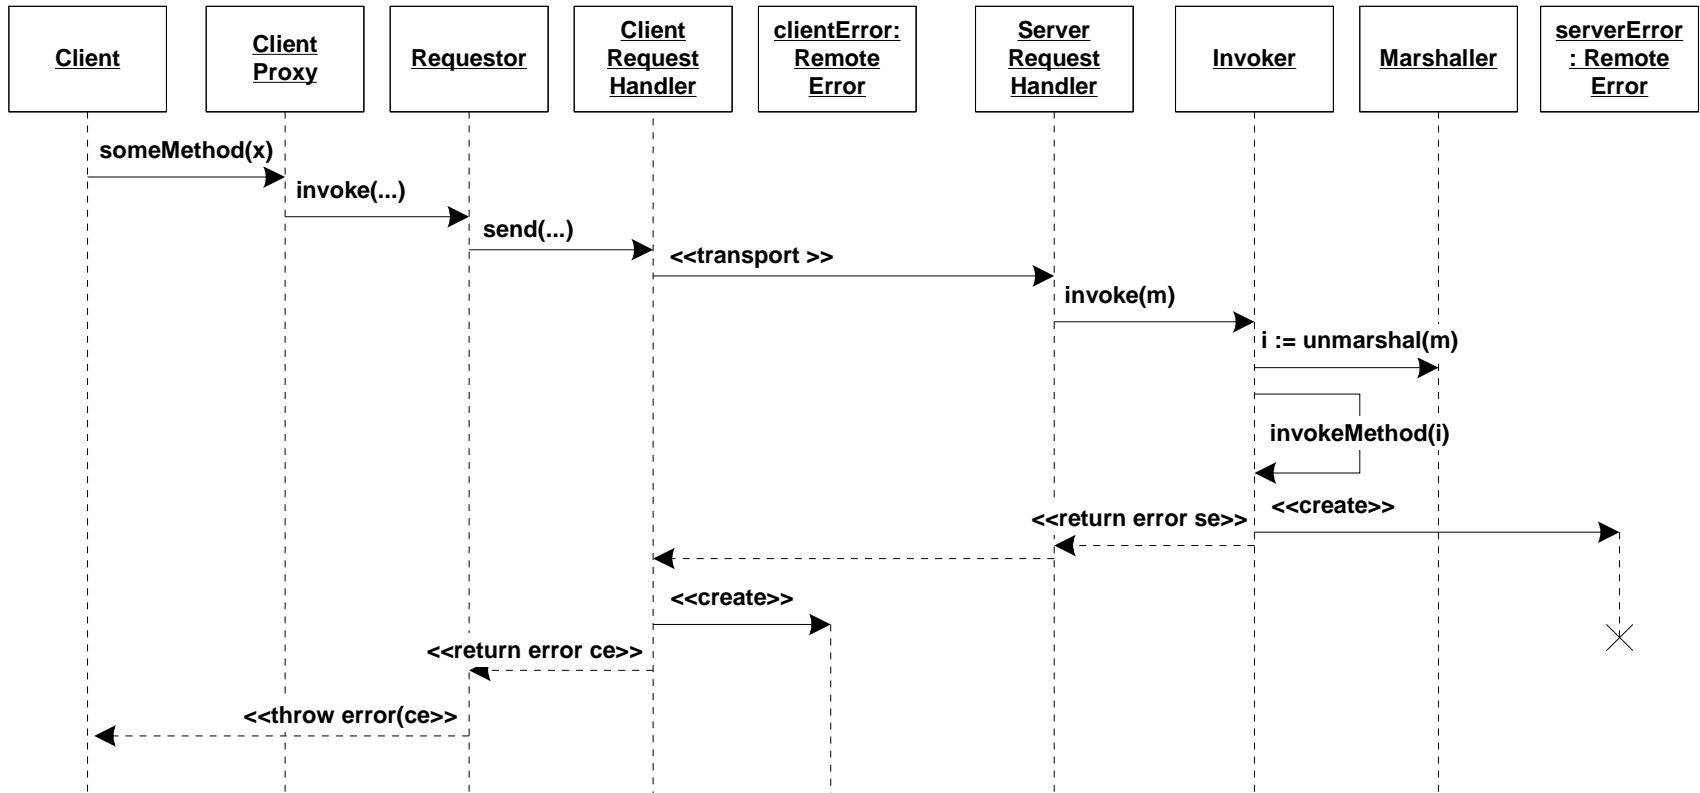 Client
Client
Proxy
Requestor
Client
Request
Handler
clientError:
Remote
Error
Server
Request
Handler
Invoker
Marshaller
serverError
: Remote
Error
someMethod(x)
invoke(...)
send(...)
<<transport >>
invoke(m)
i := unmarshal(m)
invokeMethod(i)
<<create>>
<<return error se>>
<<create>>
<<return error ce>>
<<throw error(ce>>